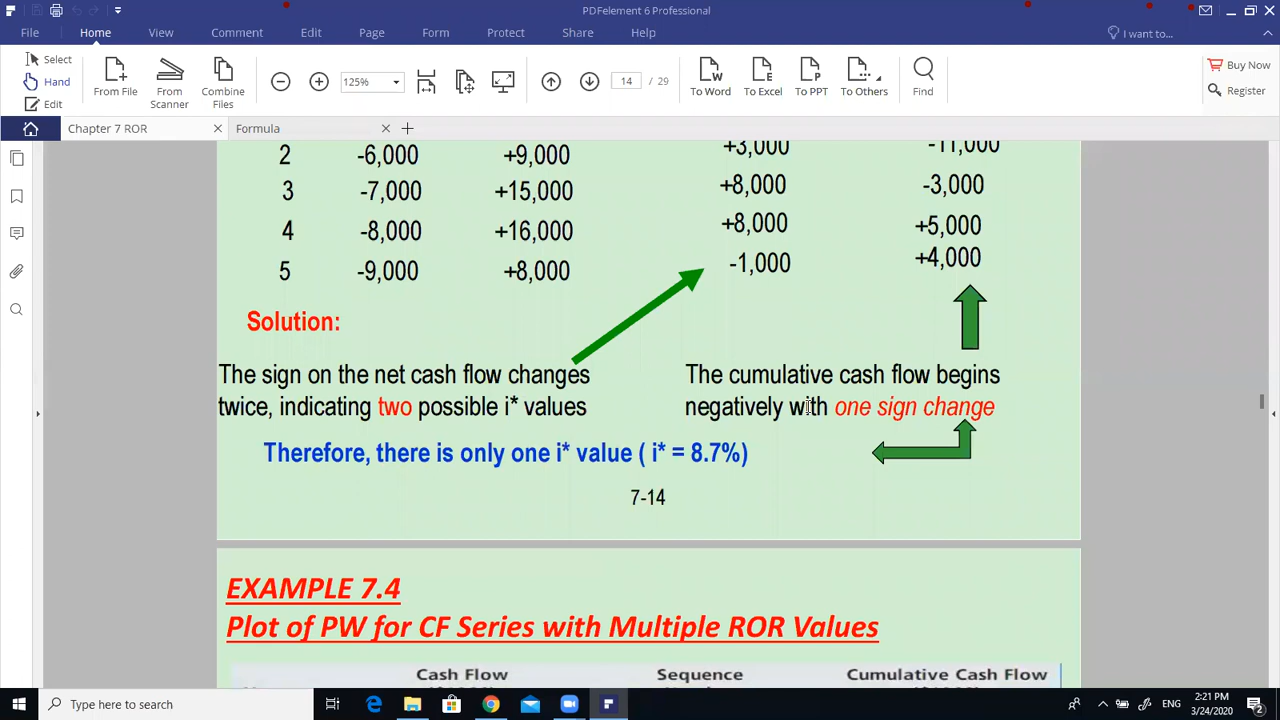 PDFelement 6 Professional
File Home View Comment Edit Page Form Protect Share Help I want to...
Select
Hand
Edit
From File
From Scanner
Combine Files
125%
14 / 29
To Word To Excel To PPT To Others
Find
Buy Now
Register
Chapter 7 ROR
Formula
2 -6,000 +9,000 +3,000 -11,000
3 -7,000 +15,000 +8,000 -3,000
4 -8,000 +16,000 +8,000 +5,000
5 -9,000 +8,000 -1,000 +4,000
Solution:
The sign on the net cash flow changes
twice, indicating two possible i* values
The cumulative cash flow begins
negatively with one sign change
Therefore, there is only one i* value ( i* = 8.7%)
7-14
EXAMPLE 7.4
Plot of PW for CF Series with Multiple ROR Values
Cash Flow Sequence Cumulative Cash Flow
Type here to search
ENG
2:21 PM
3/24/2020
2